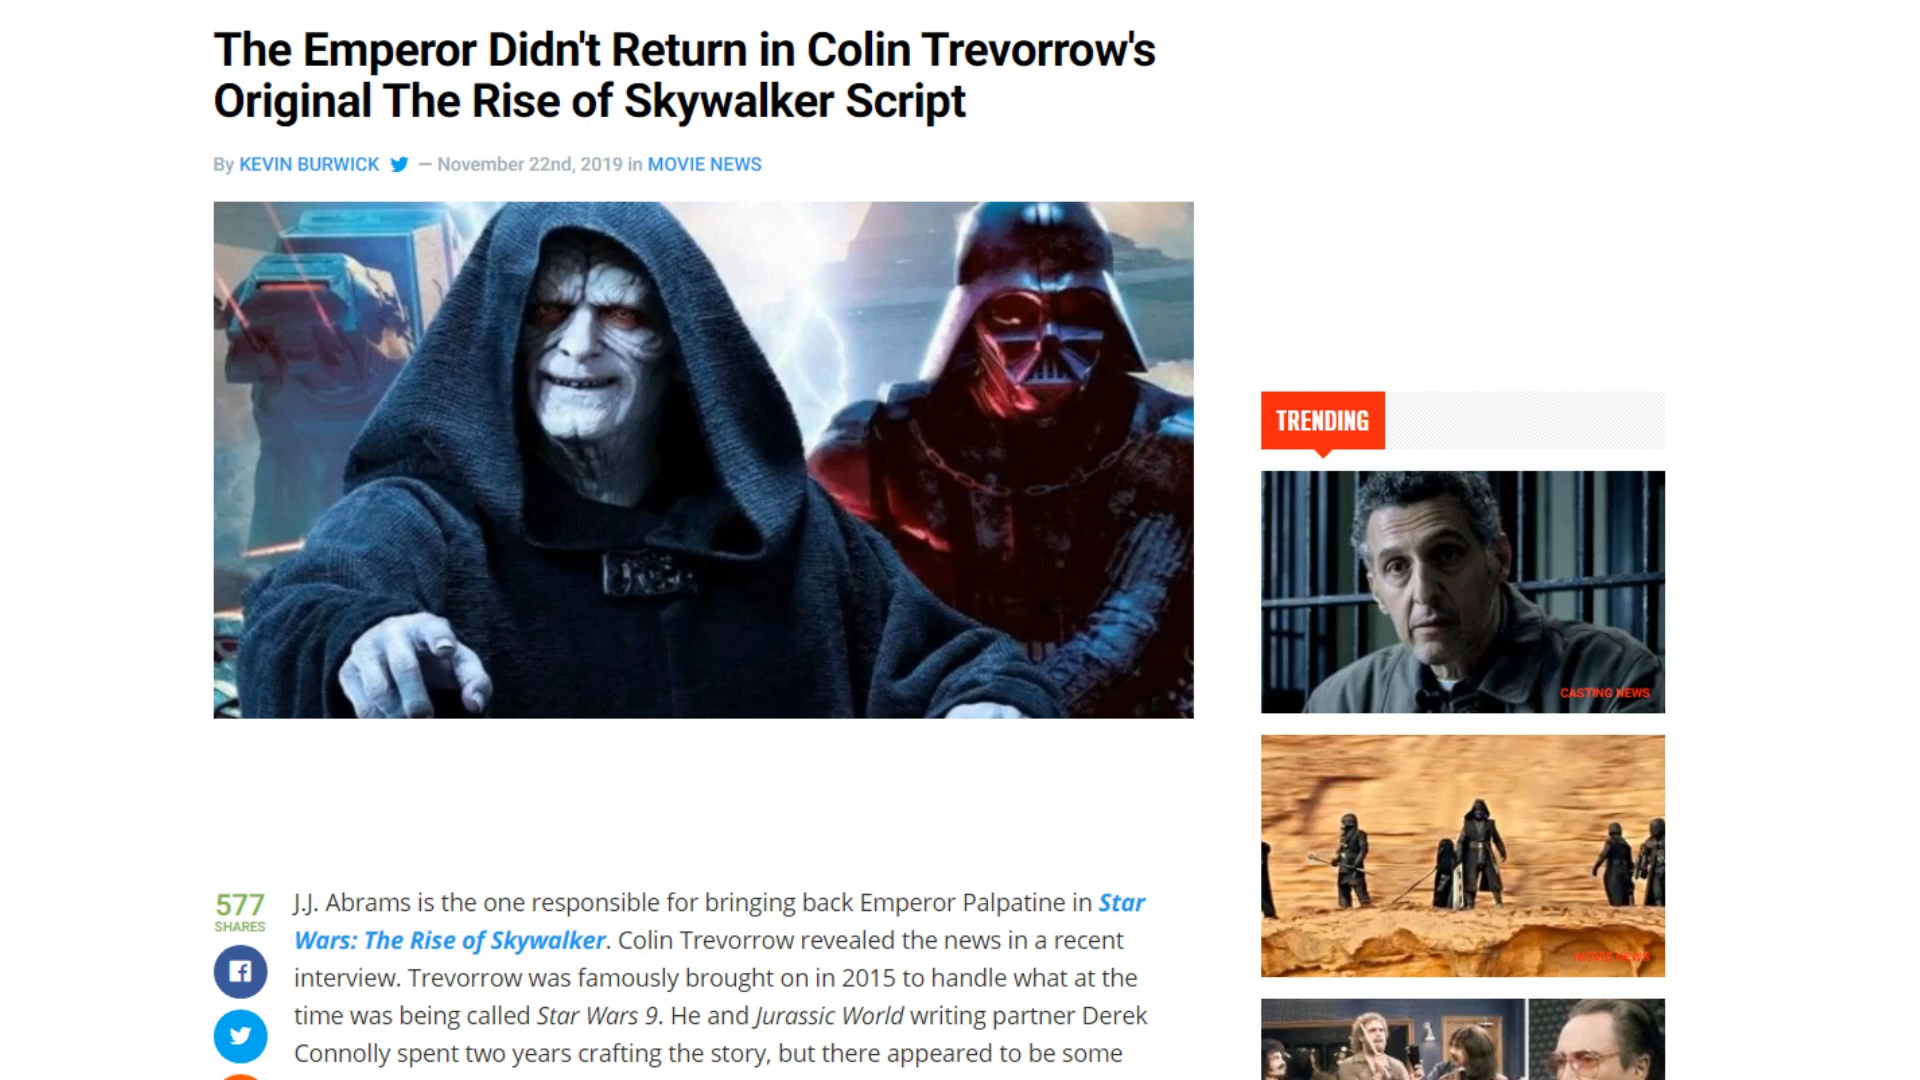 The Emperor Didn't Return in Colin Trevorrow's
Original The Rise of Skywalker Script
By KEVIN BURWICK — November 22nd, 2019 in MOVIE NEWS
TRENDING
CASTING NEWS
MOVIE NEWS
577
SHARES
J.J. Abrams is the one responsible for bringing back Emperor Palpatine in Star
Wars: The Rise of Skywalker. Colin Trevorrow revealed the news in a recent
interview. Trevorrow was famously brought on in 2015 to handle what at the
time was being called Star Wars 9. He and Jurassic World writing partner Derek
Connolly spent two years crafting the story, but there appeared to be some